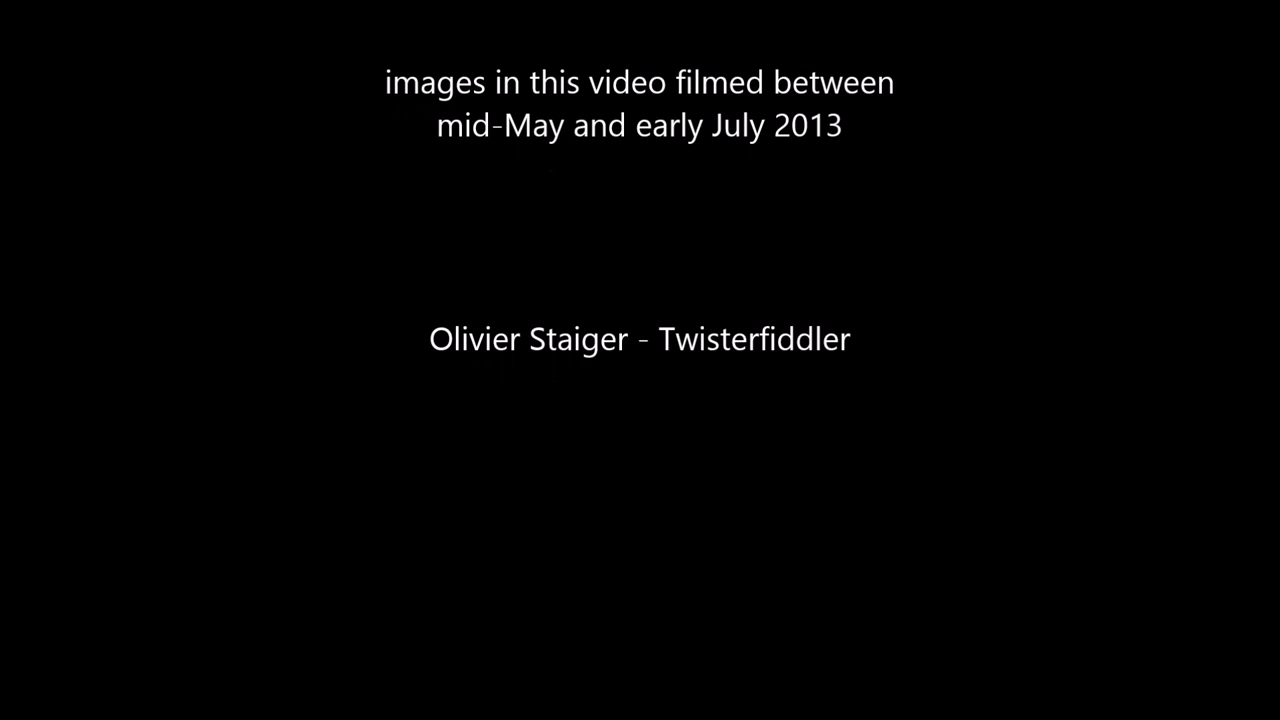 images in this video filmed between
mid-May and early July 2013
Olivier Staiger - Twisterfiddler